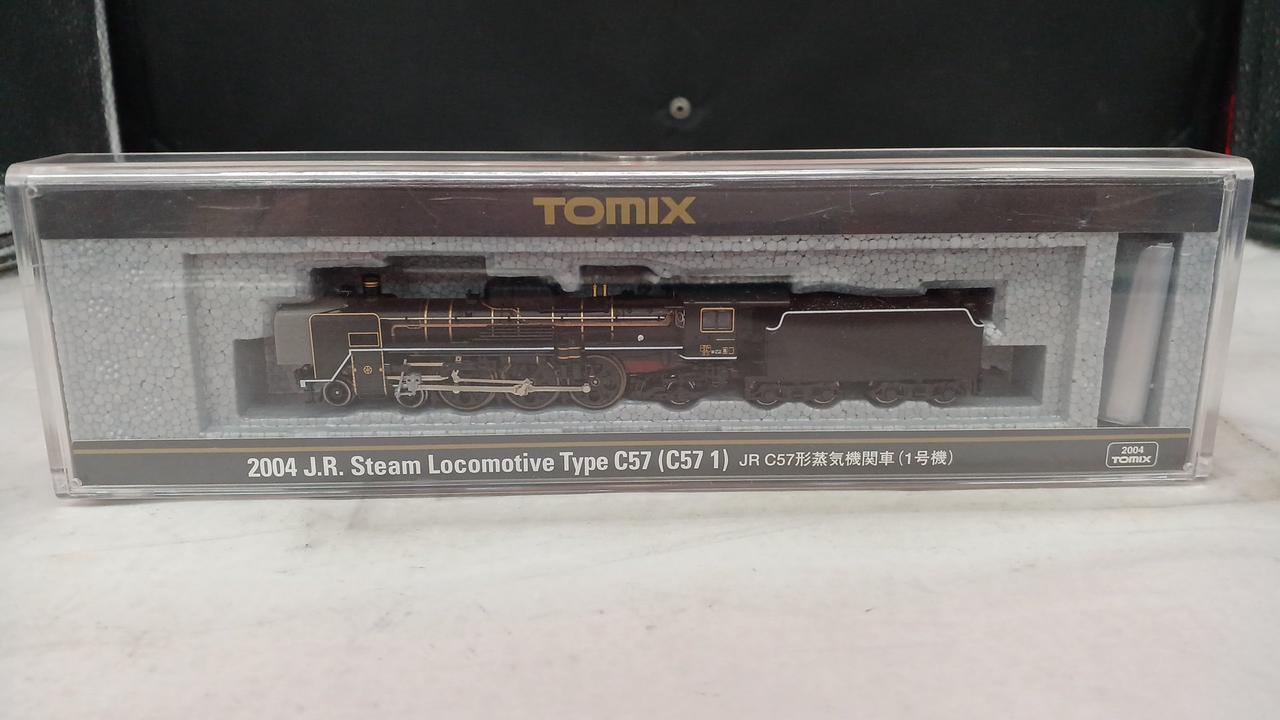 TOMIX
2004 J.R. Steam Locomotive Type C57 (C57 1) JR C57形蒸気機関車(1号機)
2004
TOMIX